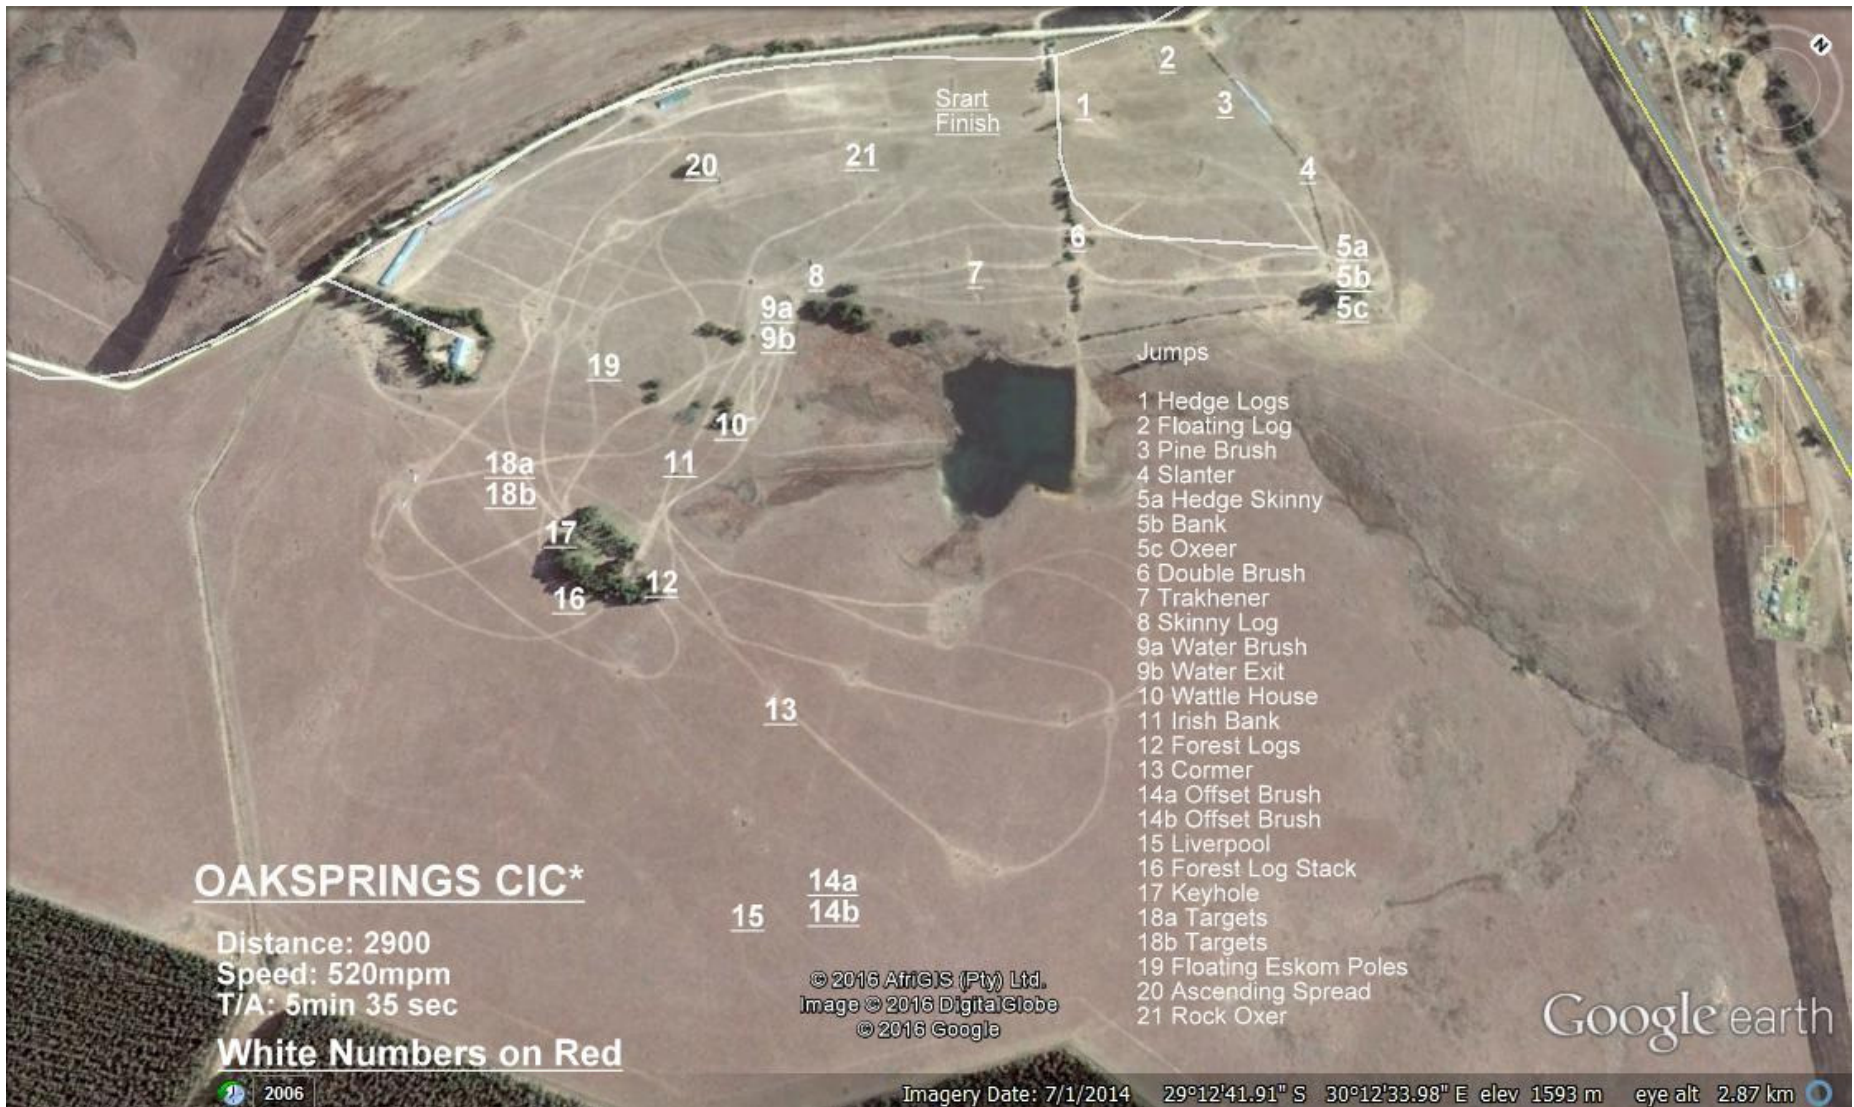 N
2
Srart
Finish
1
3
20
21
4
6
5a
5b
5c
8
7
9a
9b
19
10
18a
18b
11
17
16
12
13
14a
14b
15
Jumps
1 Hedge Logs
2 Floating Log
3 Pine Brush
4 Slanter
5a Hedge Skinny
5b Bank
5c Oxeer
6 Double Brush
7 Trakhener
8 Skinny Log
9a Water Brush
9b Water Exit
10 Wattle House
11 Irish Bank
12 Forest Logs
13 Cormer
14a Offset Brush
14b Offset Brush
15 Liverpool
16 Forest Log Stack
17 Keyhole
18a Targets
18b Targets
19 Floating Eskom Poles
20 Ascending Spread
21 Rock Oxer
OAKSPRINGS CIC*
Distance: 2900
Speed: 520mpm
T/A: 5min 35 sec
White Numbers on Red
© 2016 AfriGIS (Pty) Ltd.
Image © 2016 DigitalGlobe
© 2016 Google
Google earth
2006
Imagery Date: 7/1/2014 29°12'41.91" S 30°12'33.98" E elev 1593 m eye alt 2.87 km